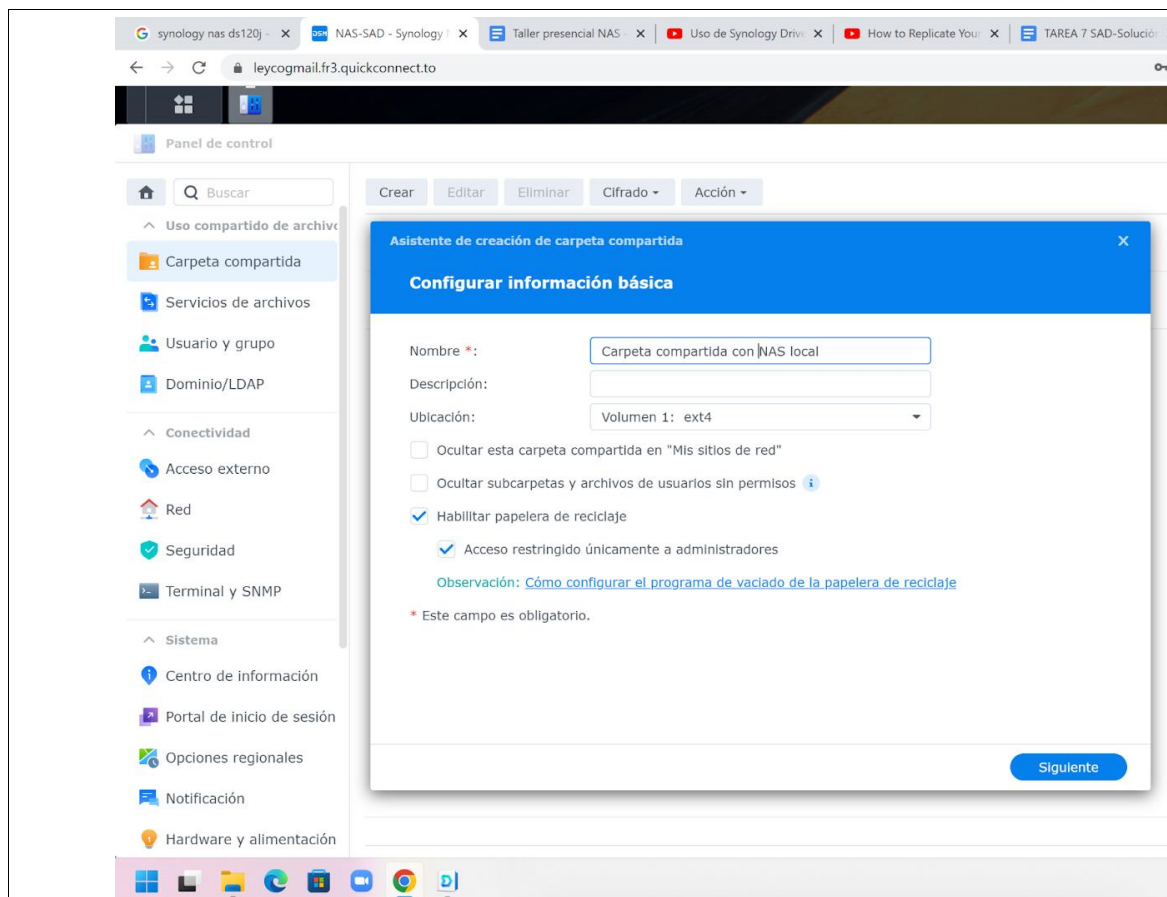 synology nas ds120j -
NAS-SAD - Synology
Taller presencial NAS -
Uso de Synology Drive
How to Replicate Your
TAREA 7 SAD-Solución
leycogmail.fr3.quickconnect.to
Panel de control
Buscar
Crear
Editar
Eliminar
Cifrado
Acción
Uso compartido de archivo
Carpeta compartida
Servicios de archivos
Usuario y grupo
Dominio/LDAP
Conectividad
Acceso externo
Red
Seguridad
Terminal y SNMP
Sistema
Centro de información
Portal de inicio de sesión
Opciones regionales
Notificación
Hardware y alimentación
Asistente de creación de carpeta compartida
Configurar información básica
Nombre *: Carpeta compartida con NAS local
Descripción:
Ubicación: Volumen 1: ext4
Ocultar esta carpeta compartida en "Mis sitios de red"
Ocultar subcarpetas y archivos de usuarios sin permisos
Habilitar papelera de reciclaje
Acceso restringido únicamente a administradores
Observación: Cómo configurar el programa de vaciado de la papelera de reciclaje
* Este campo es obligatorio.
Siguiente